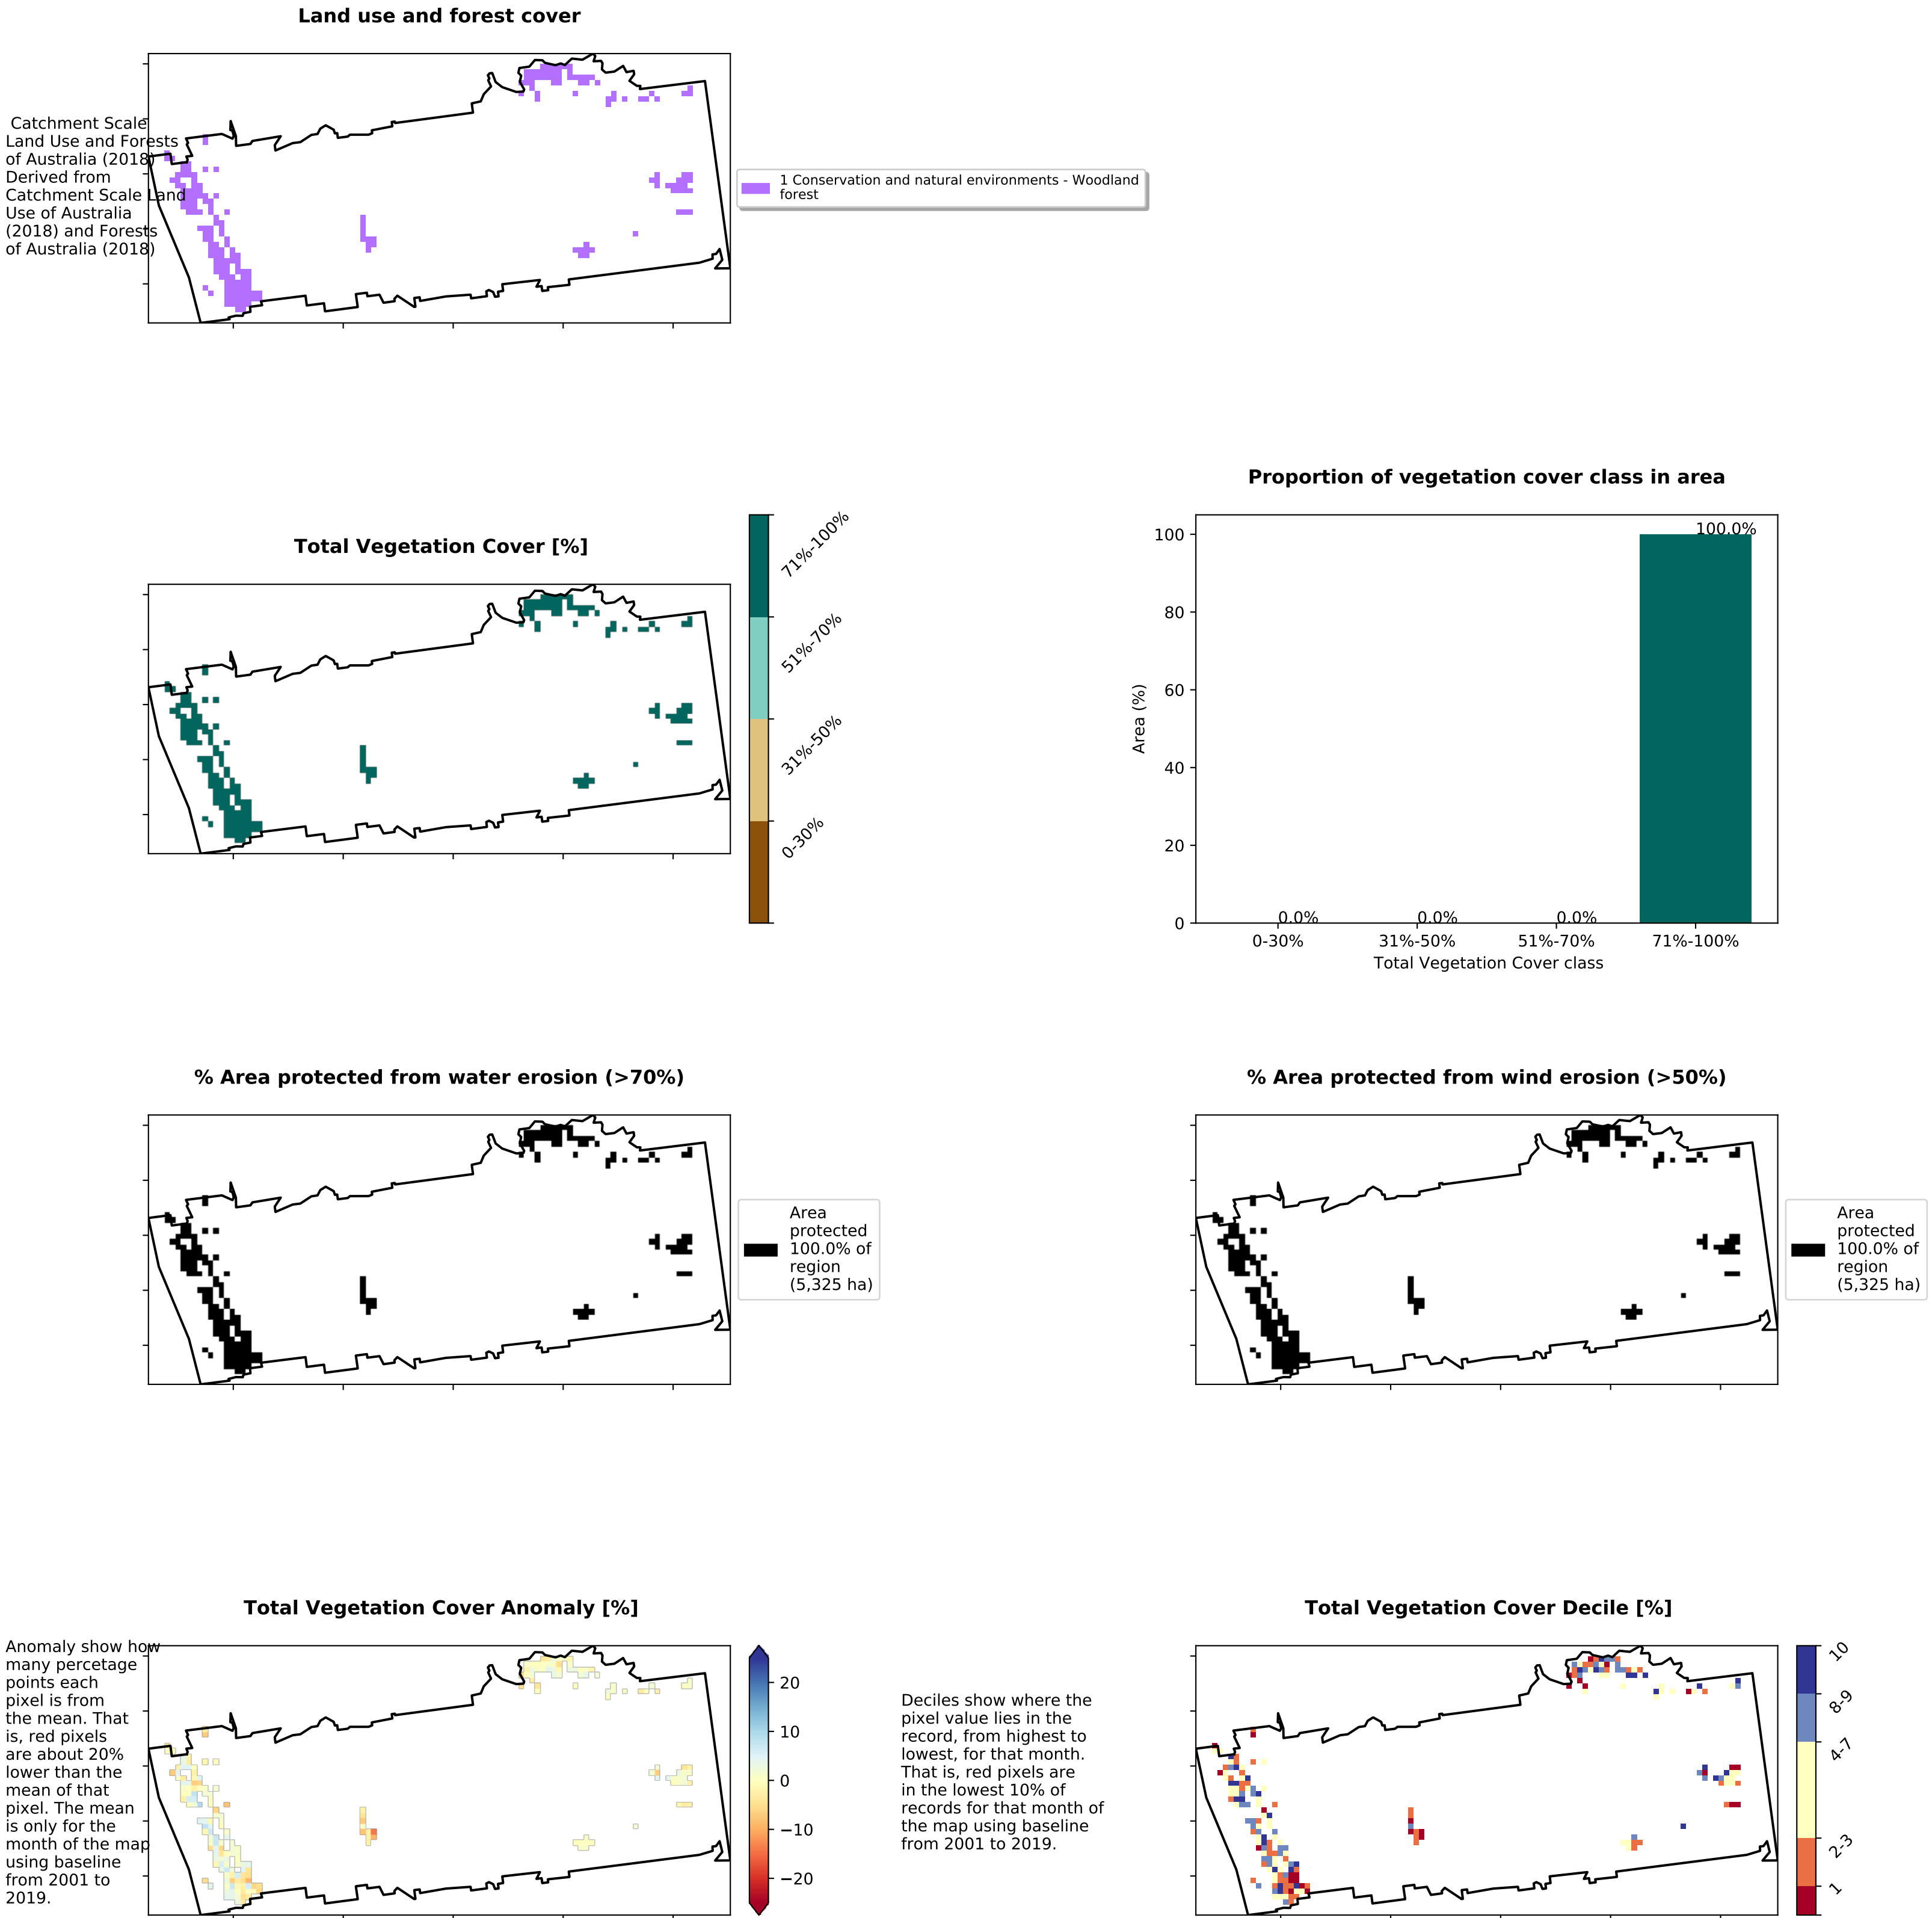 Land use and forest cover
Catchment Scale
Land Use and Forests
of Australia (2018)
Derived from
Catchment Scale Land
Use of Australia
(2018) and Forests
of Australia (2018)
1 Conservation and natural environments - Woodland
forest
Total Vegetation Cover [%]
71%-100%
51%-70%
31%-50%
0-30%
Proportion of vegetation cover class in area
Area (%)
100
80
60
40
20
0
0.0%
0.0%
0.0%
100.0%
0-30%
31%-50%
51%-70%
71%-100%
Total Vegetation Cover class
% Area protected from water erosion (>70%)
Area
protected
100.0% of
region
(5,325 ha)
% Area protected from wind erosion (>50%)
Area
protected
100.0% of
region
(5,325 ha)
Total Vegetation Cover Anomaly [%]
Anomaly show how
many percetage
points each
pixel is from
the mean. That
is, red pixels
are about 20%
lower than the
mean of that
pixel. The mean
is only for the
month of the map
using baseline
from 2001 to
2019.
20
10
0
−10
−20
Deciles show where the
pixel value lies in the
record, from highest to
lowest, for that month.
That is, red pixels are
in the lowest 10% of
records for that month of
the map using baseline
from 2001 to 2019.
Total Vegetation Cover Decile [%]
10
8-9
4-7
2-3
1